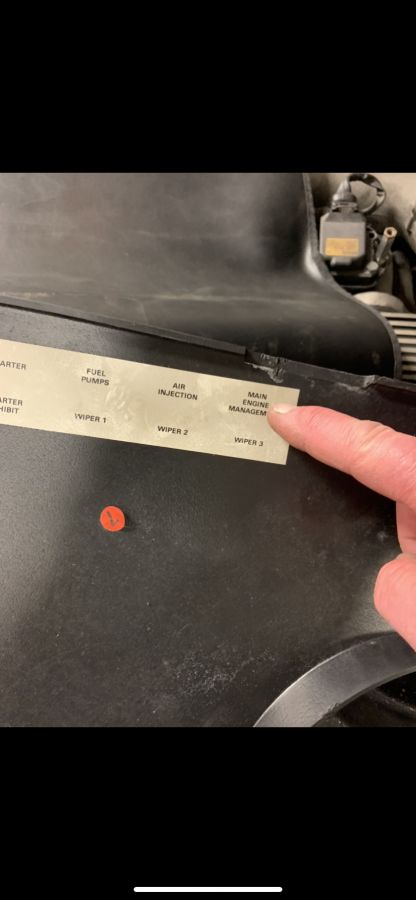 ARTER
FUEL
PUMPS
AIR
INJECTION
MAIN
ENGINE
MANAGEM
ARTER
HIBIT
WIPER 1
WIPER 2
WIPER 3